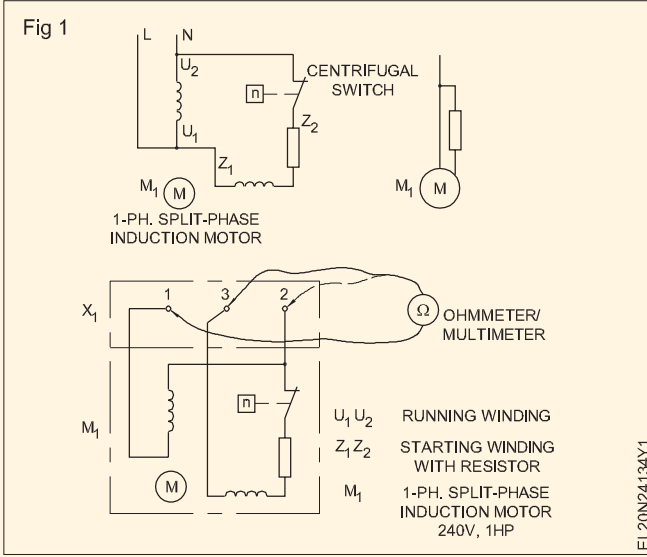 Fig 1
L N
U2
CENTRIFUGAL
SWITCH
n
Z2
U1
Z1
M1 M
1-PH. SPLIT-PHASE
INDUCTION MOTOR
M1 M
1 3 2
X1
Ω OHMMETER/
MULTIMETER
n
M1
M
U1 U2 RUNNING WINDING
Z1 Z2 STARTING WINDING
WITH RESISTOR
M1 1-PH. SPLIT-PHASE
INDUCTION MOTOR
240V, 1HP
EL20N24134Y1